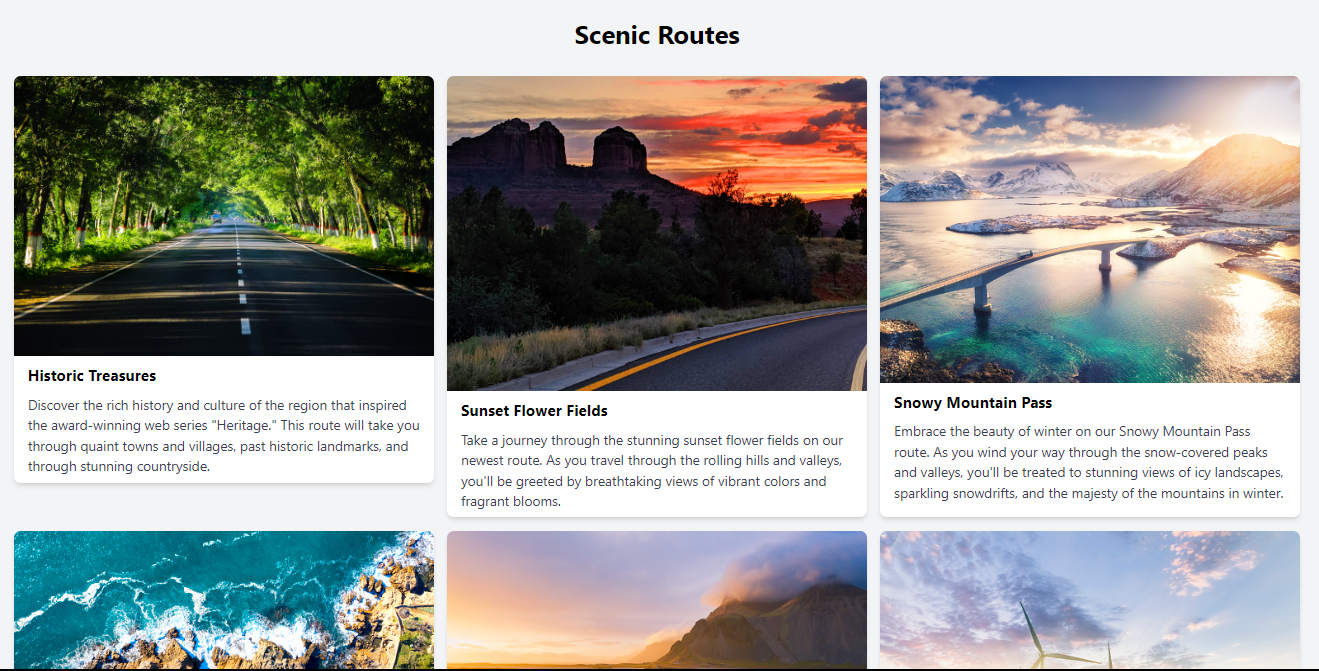 Scenic Routes
Historic Treasures
Discover the rich history and culture of the region that inspired
the award-winning web series "Heritage." This route will take you
through quaint towns and villages, past historic landmarks, and
through stunning countryside.
Sunset Flower Fields
Take a journey through the stunning sunset flower fields on our
newest route. As you travel through the rolling hills and valleys,
you'll be greeted by breathtaking views of vibrant colors and
fragrant blooms.
Snowy Mountain Pass
Embrace the beauty of winter on our Snowy Mountain Pass
route. As you wind your way through the snow-covered peaks
and valleys, you'll be treated to stunning views of icy landscapes,
sparkling snowdrifts, and the majesty of the mountains in winter.